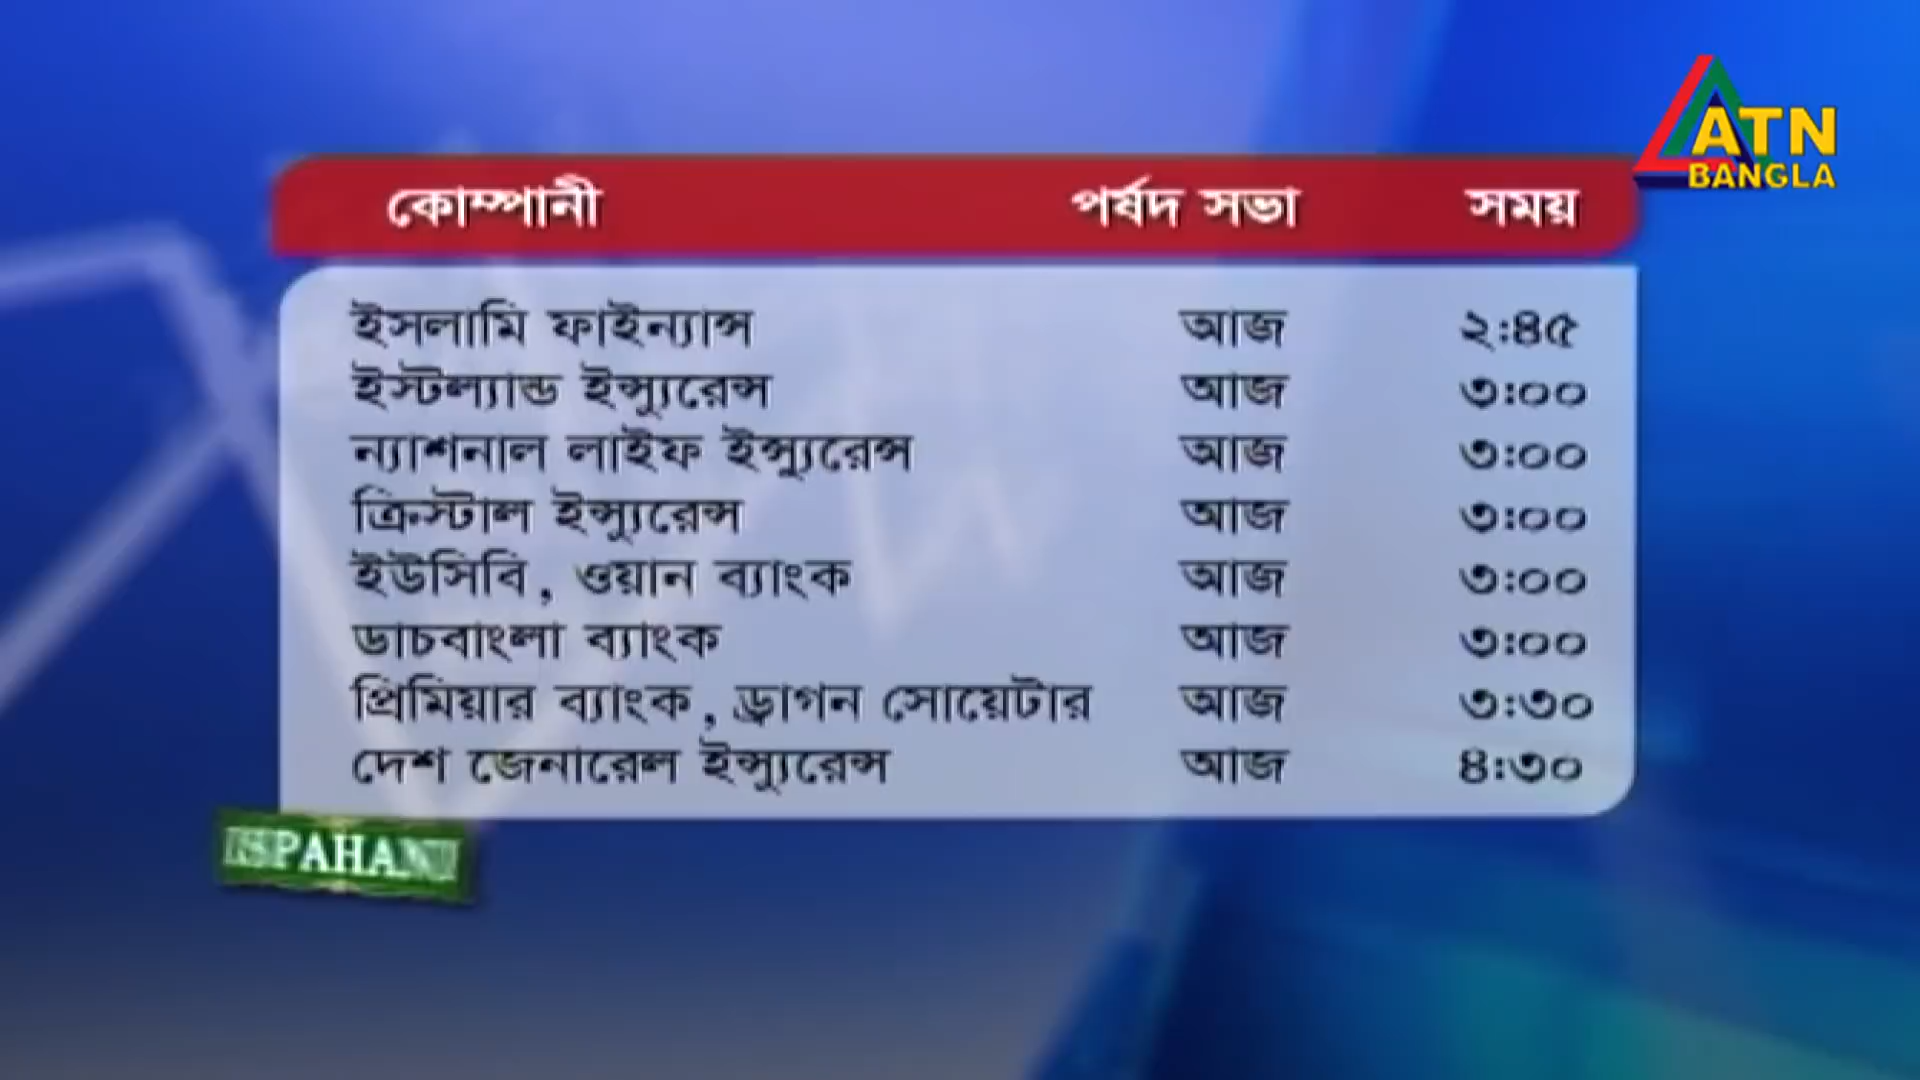 ATN
BANGLA
কোম্পানী পর্ষদ সভা সময়
ইসলামি ফাইন্যান্স আজ ২:৪৫
ইস্টল্যান্ড ইন্স্যুরেন্স আজ ৩:০০
ন্যাশনাল লাইফ ইন্স্যুরেন্স আজ ৩:০০
ক্রিস্টাল ইন্স্যুরেন্স আজ ৩:০০
ইউসিবি, ওয়ান ব্যাংক আজ ৩:০০
ডাচবাংলা ব্যাংক আজ ৩:০০
প্রিমিয়ার ব্যাংক, ড্রাগন সোয়েটার আজ ৩:৩০
দেশ জেনারেল ইন্স্যুরেন্স আজ ৪:৩০
ISPAHANI